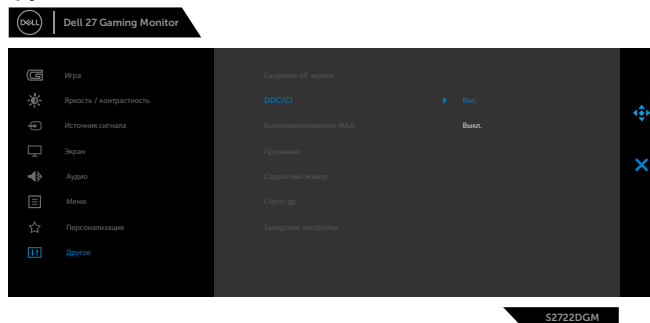 DELL Dell 27 Gaming Monitor
Игра
Яркость / контрастность
Источник сигнала
Экран
Аудио
Меню
Персонализация
Другое
Сведения об экране
DDC/CI
Кондиционирование ЖКД
Прошивка
Сервисный номер
Сброс др.
Заводские настройки
Вкл.
Выкл.
S2722DGM